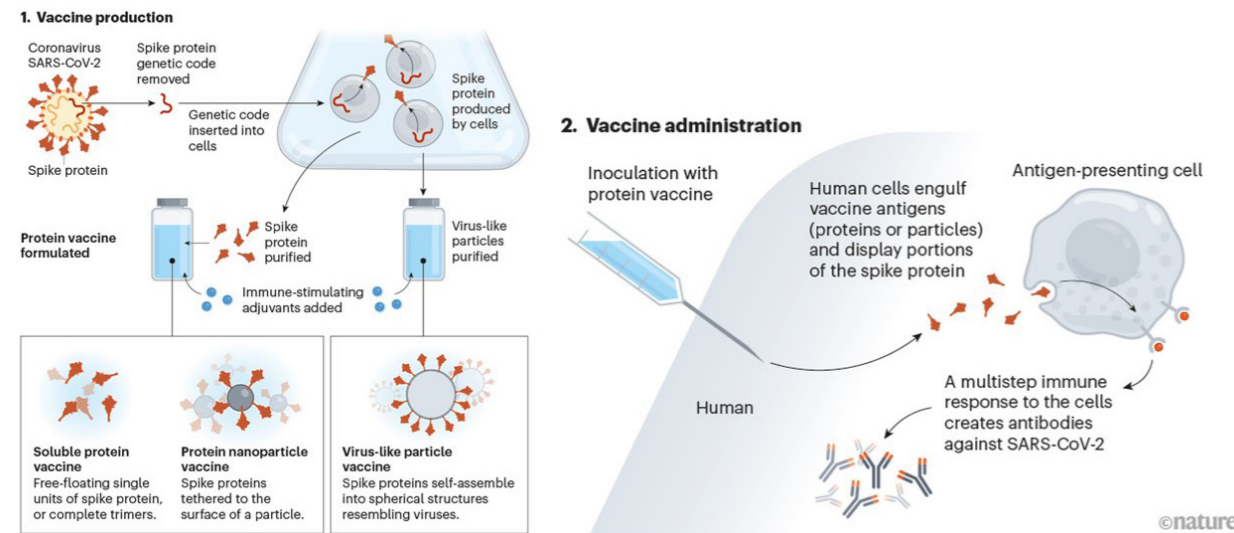 1. Vaccine production
Coronavirus
SARS-CoV-2
Spike protein
genetic code
removed
Genetic code
inserted into
cells
Spike
protein
produced
by cells
Spike protein
Protein vaccine
formulated
Spike
protein
purified
Virus-like
particles
purified
Immune-stimulating
adjuvants added
Soluble protein
vaccine
Free-floating single
units of spike protein,
or complete trimers.
Protein nanoparticle
vaccine
Spike proteins
tethered to the
surface of a particle.
Virus-like particle
vaccine
Spike proteins self-assemble
into spherical structures
resembling viruses.
2. Vaccine administration
Inoculation with
protein vaccine
Human cells engulf
vaccine antigens
(proteins or particles)
and display portions
of the spike protein
Antigen-presenting cell
Human
A multistep immune
response to the cells
creates antibodies
against SARS-CoV-2
©nature